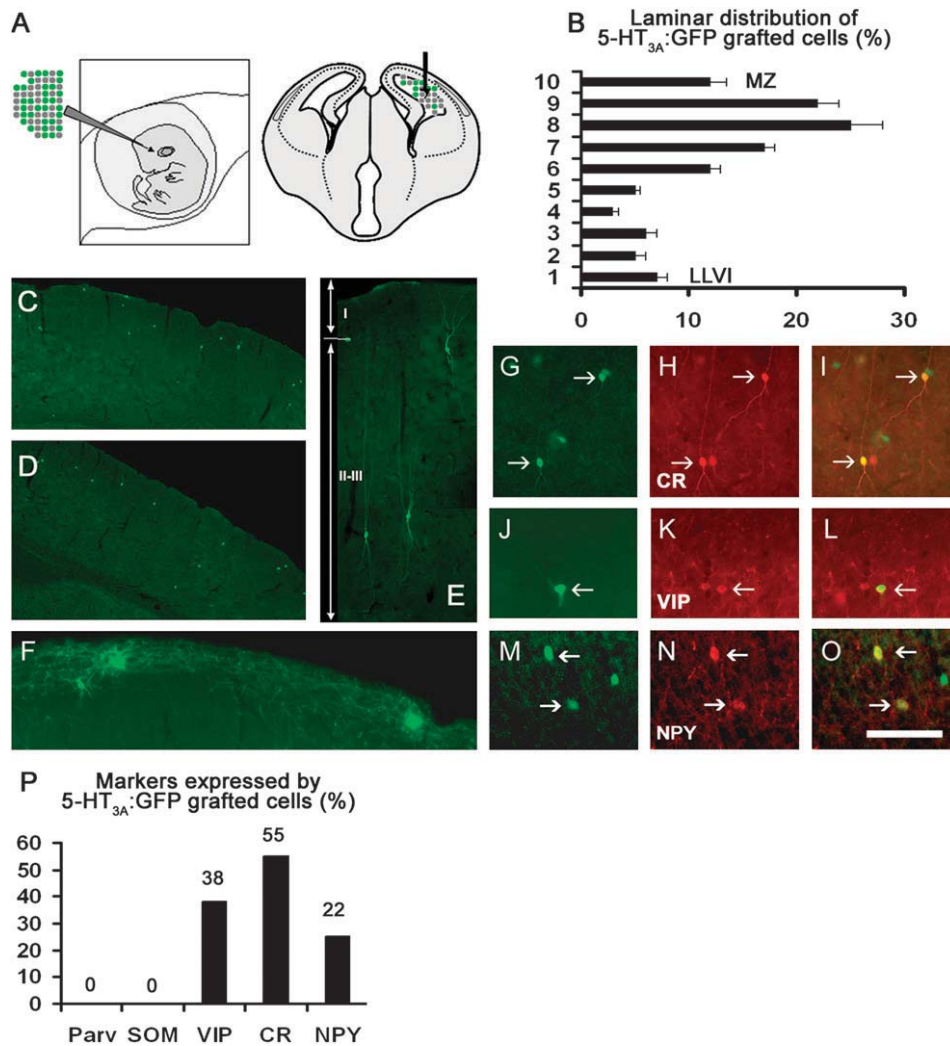 A
B
Laminar distribution of
5-HT3A:GFP grafted cells (%)
10
MZ
9
8
7
6
5
4
3
2
1
LLVI
0
10
20
30
C
I
II-III
E
D
F
G
H
CR
I
J
K
VIP
L
M
N
NPY
O
P
Markers expressed by
5-HT3A:GFP grafted cells (%)
60
50
40
30
20
10
0
0
0
38
55
22
Parv SOM VIP CR NPY